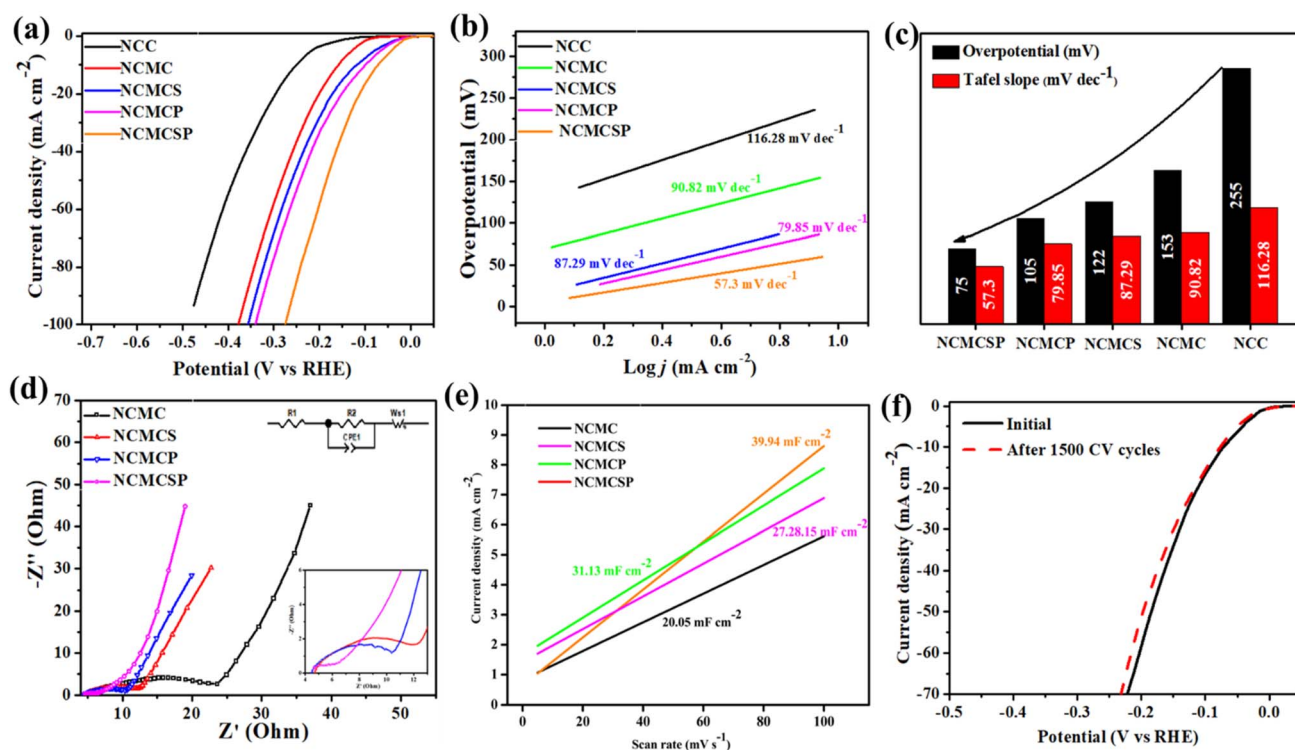 (a)
NCC
NCMC
NCMCS
NCMCP
NCMCSP
Current density (mA cm-2)
0
-20
-40
-60
-80
-100
-0.7 -0.6 -0.5 -0.4 -0.3 -0.2 -0.1 -0.0
Potential (V vs RHE)
(b)
NCC
NCMC
NCMCS
NCMCP
NCMCSP
Overpotential (mV)
300
250
200
150
100
50
0
116.28 mV dec-1
90.82 mV dec-1
79.85 mV dec-1
87.29 mV dec-1
57.3 mV dec-1
0.0 0.2 0.4 0.6 0.8 1.0
Log j (mA cm-2)
(c)
Overpotential (mV)
Tafel slope (mV dec-1)
75 57.3 105 79.85 122 87.29 153 90.82 255 116.28
NCMCSP NCMCP NCMCS NCMC NCC
(d)
NCMC
NCMCS
NCMCP
NCMCSP
R1 R2 Ws1
CPE1
-Z'' (Ohm)
70
60
50
40
30
20
10
0
-Z'' (Ohm)
6
4
2
0
4 6 8 10 12
Z' (Ohm)
10 20 30 40 50
Z' (Ohm)
(e)
NCMC
NCMCS
NCMCP
NCMCSP
Current density (mA cm-2)
10
9
8
7
6
5
4
3
2
1
0
39.94 mF cm-2
27.28.15 mF cm-2
31.13 mF cm-2
20.05 mF cm-2
0 20 40 60 80 100
Scan rate (mV s-1)
(f)
Initial
After 1500 CV cycles
Current density (mA cm-2)
0
-10
-20
-30
-40
-50
-60
-70
-0.5 -0.4 -0.3 -0.2 -0.1 0.0
Potential (V vs RHE)